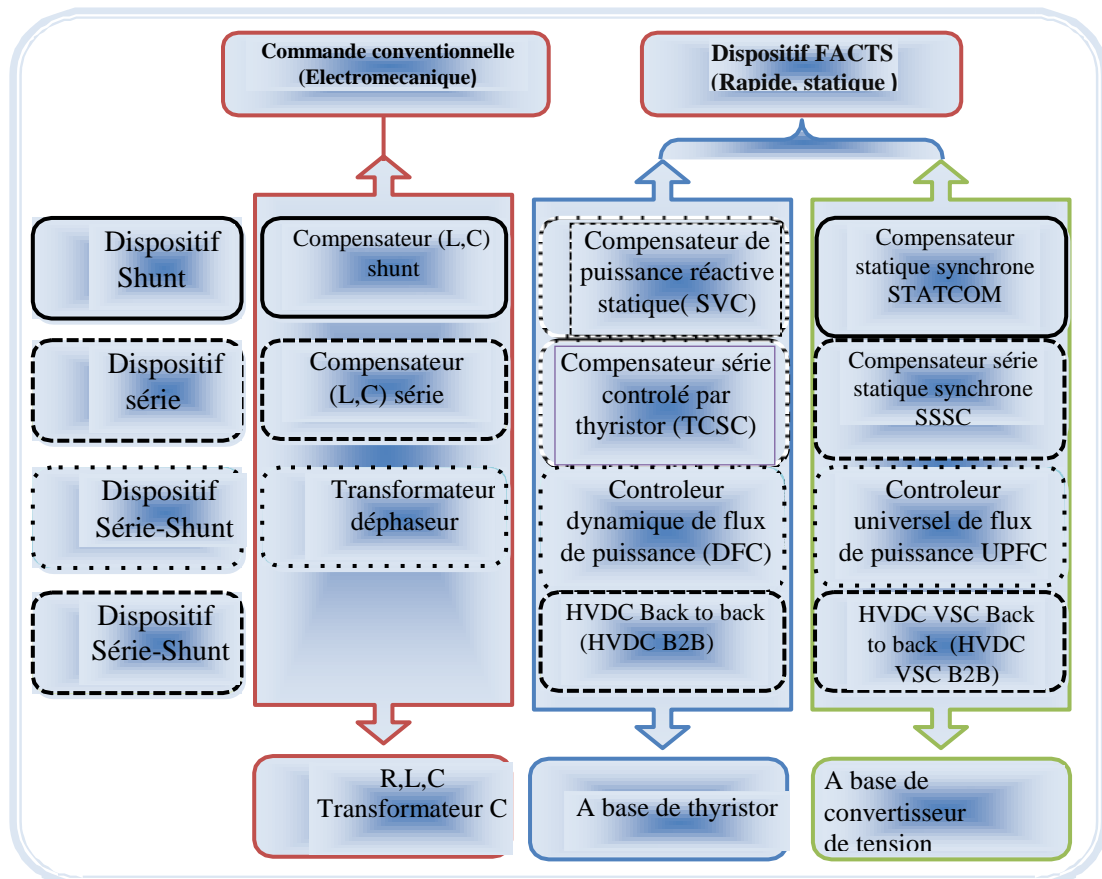 Commande conventionnelle
(Electromecanique)
Dispositif FACTS
(Rapide, statique )
Dispositif
Shunt
Compensateur (L,C)
shunt
Compensateur de
puissance réactive
statique( SVC)
Compensateur
statique synchrone
STATCOM
Dispositif
série
Compensateur
(L,C) série
Compensateur série
controlé par
thyristor (TCSC)
Compensateur série
statique synchrone
SSSC
Dispositif
Série-Shunt
Transformateur
déphaseur
Controleur
dynamique de flux
de puissance (DFC)
Controleur
universel de flux
de puissance UPFC
Dispositif
Série-Shunt
HVDC Back to back
(HVDC B2B)
HVDC VSC Back
to back (HVDC
VSC B2B)
R,L,C
Transformateur C
A base de thyristor
A base de
convertisseur
de tension